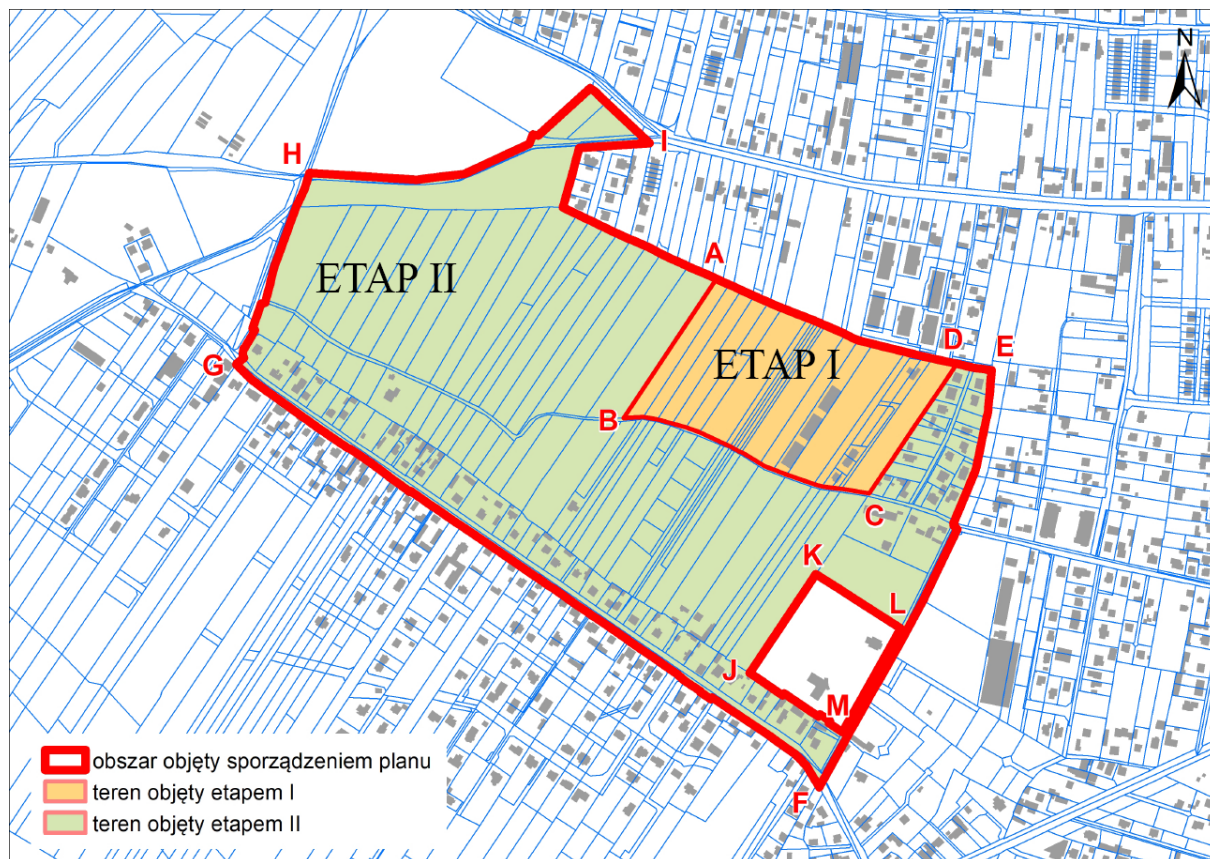 N
I
H
A
ETAP II
D
E
ETAP I
G
B
C
K
L
J
M
F
obszar objęty sporządzeniem planu
teren objęty etapem I
teren objęty etapem II